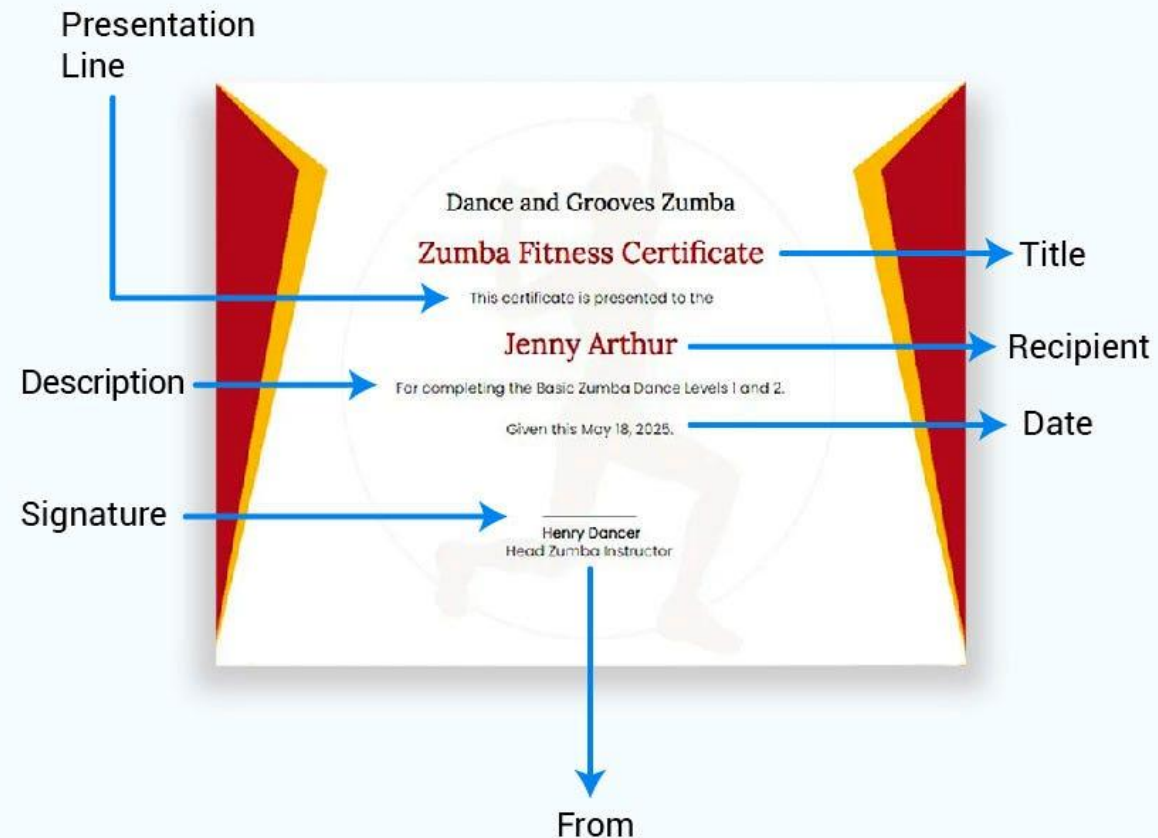 Presentation
Line
Dance and Grooves Zumba
Zumba Fitness Certificate
Title
This certificate is presented to the
Jenny Arthur
Recipient
Description
For completing the Basic Zumba Dance Levels 1 and 2.
Given this May 18, 2025.
Date
Signature
Henry Dancer
Head Zumba Instructor
From